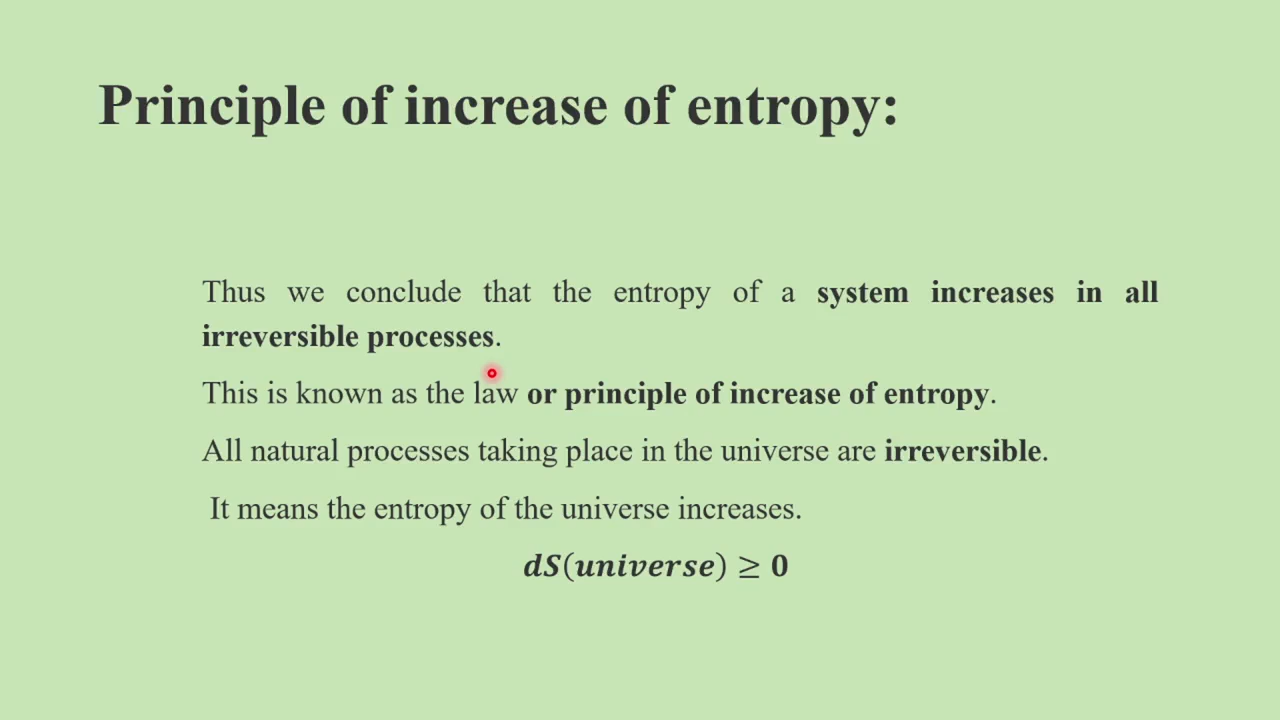 Principle of increase of entropy:
Thus we conclude that the entropy of a system increases in all
irreversible processes.
This is known as the law or principle of increase of entropy.
All natural processes taking place in the universe are irreversible.
It means the entropy of the universe increases.
dS(universe) ≥ 0